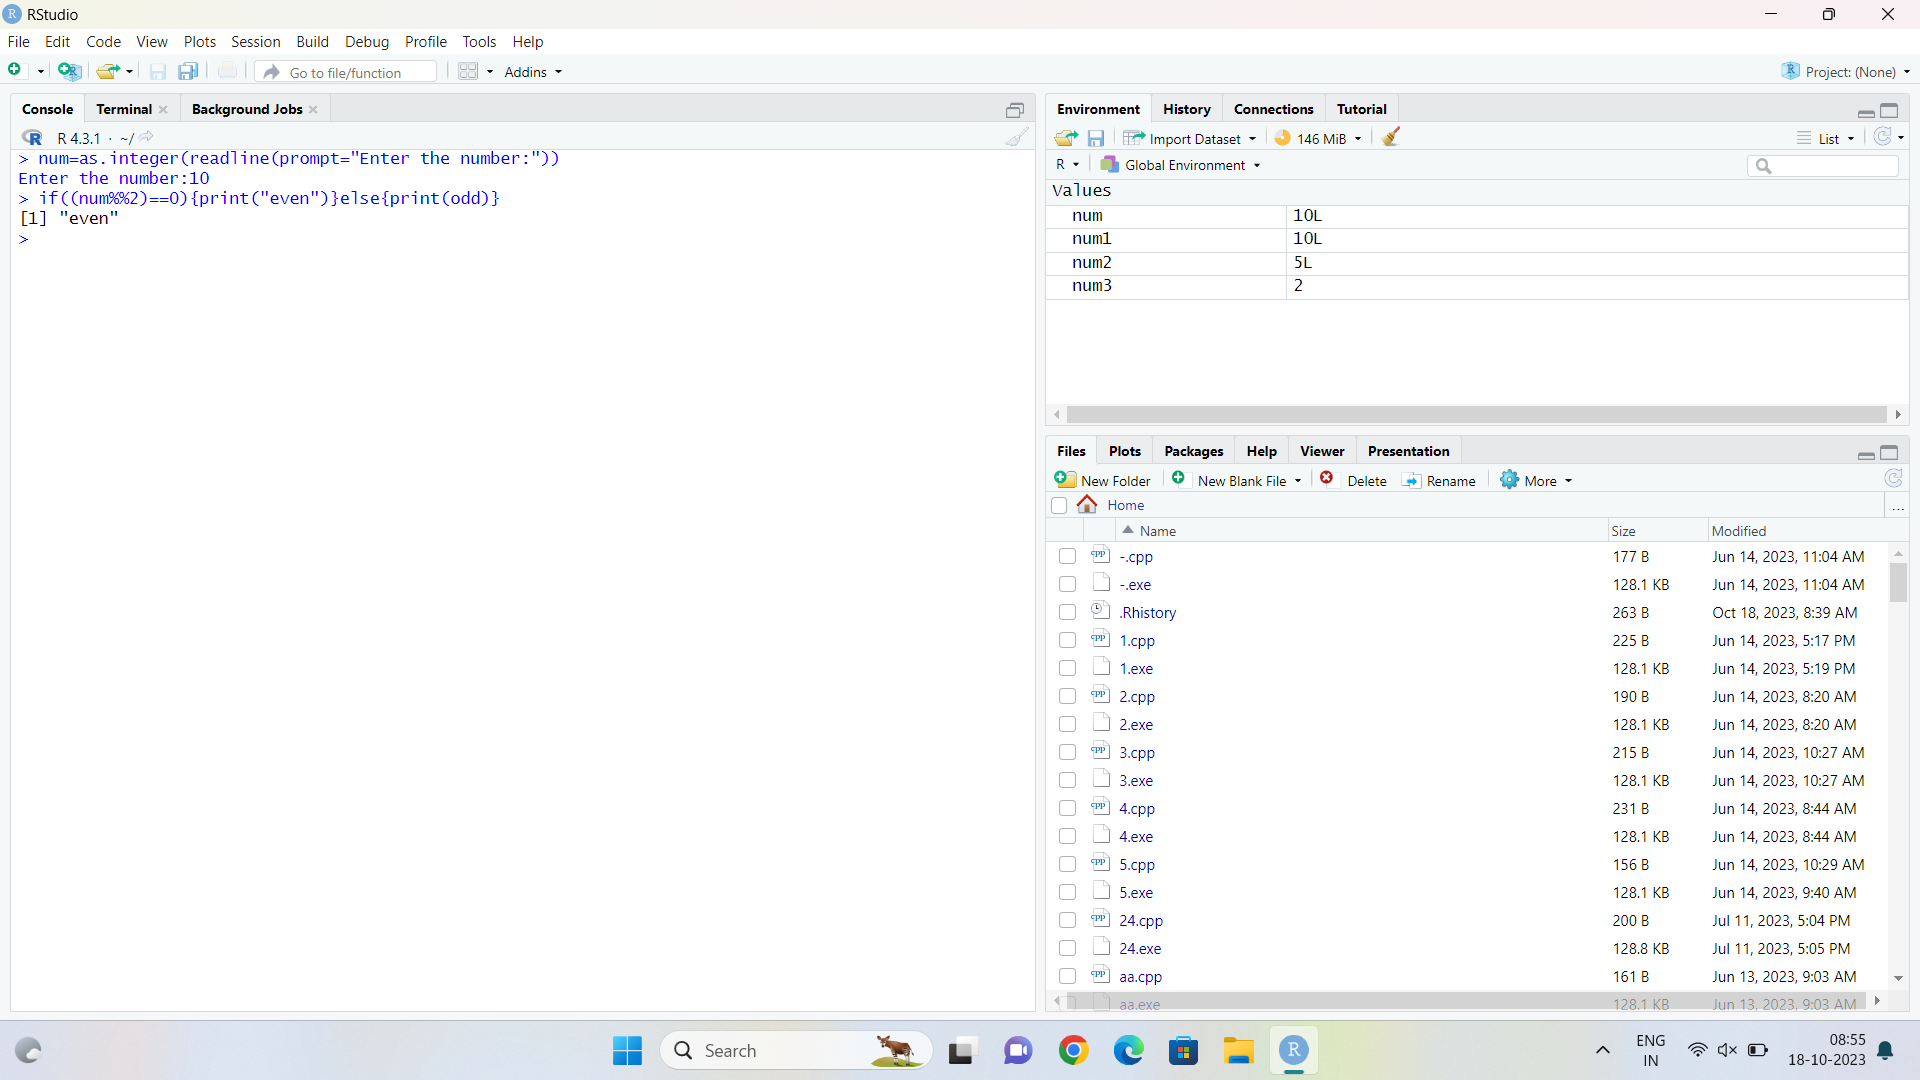 RStudio
File Edit Code View Plots Session Build Debug Profile Tools Help
Go to file/function Addins Project: (None)
Console Terminal Background Jobs
R 4.3.1 · ~/
> num=as.integer(readline(prompt="Enter the number:"))
Enter the number:10
> if((num%%2)==0){print("even")}else{print(odd)}
[1] "even"
>
Environment History Connections Tutorial
Import Dataset 146 MiB List
R Global Environment
Values
num 10L
num1 10L
num2 5L
num3 2
Files Plots Packages Help Viewer Presentation
New Folder New Blank File Delete Rename More
Home ...
Name Size Modified
-.cpp 177 B Jun 14, 2023, 11:04 AM
-.exe 128.1 KB Jun 14, 2023, 11:04 AM
.Rhistory 263 B Oct 18, 2023, 8:39 AM
1.cpp 225 B Jun 14, 2023, 5:17 PM
1.exe 128.1 KB Jun 14, 2023, 5:19 PM
2.cpp 190 B Jun 14, 2023, 8:20 AM
2.exe 128.1 KB Jun 14, 2023, 8:20 AM
3.cpp 215 B Jun 14, 2023, 10:27 AM
3.exe 128.1 KB Jun 14, 2023, 10:27 AM
4.cpp 231 B Jun 14, 2023, 8:44 AM
4.exe 128.1 KB Jun 14, 2023, 8:44 AM
5.cpp 156 B Jun 14, 2023, 10:29 AM
5.exe 128.1 KB Jun 14, 2023, 9:40 AM
24.cpp 200 B Jul 11, 2023, 5:04 PM
24.exe 128.8 KB Jul 11, 2023, 5:05 PM
aa.cpp 161 B Jun 13, 2023, 9:03 AM
aa.exe 128.1 KB Jun 13, 2023, 9:03 AM
Search
ENG
IN
08:55
18-10-2023